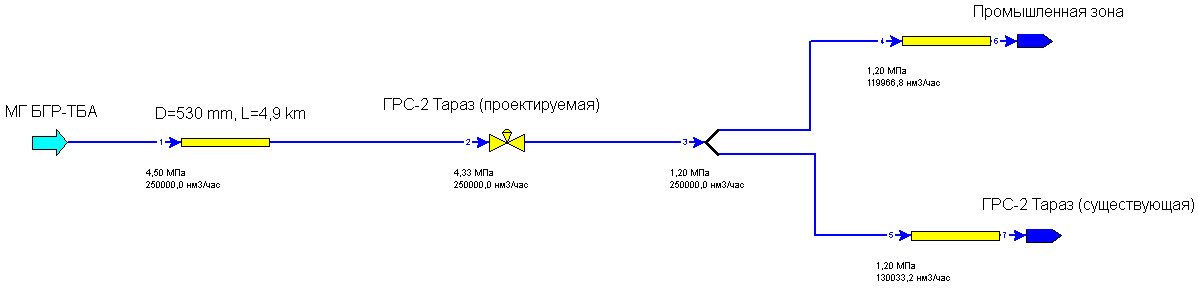 Промышленная зона
4
6
1,20 МПа
119966,8 нм3/час
МГ БГР-ТБА
D=530 mm, L=4,9 km
ГРС-2 Тараз (проектируемая)
1
2
3
4,50 МПа
250000,0 нм3/час
4,33 МПа
250000,0 нм3/час
1,20 МПа
250000,0 нм3/час
ГРС-2 Тараз (существующая)
5
7
1,20 МПа
130033,2 нм3/час